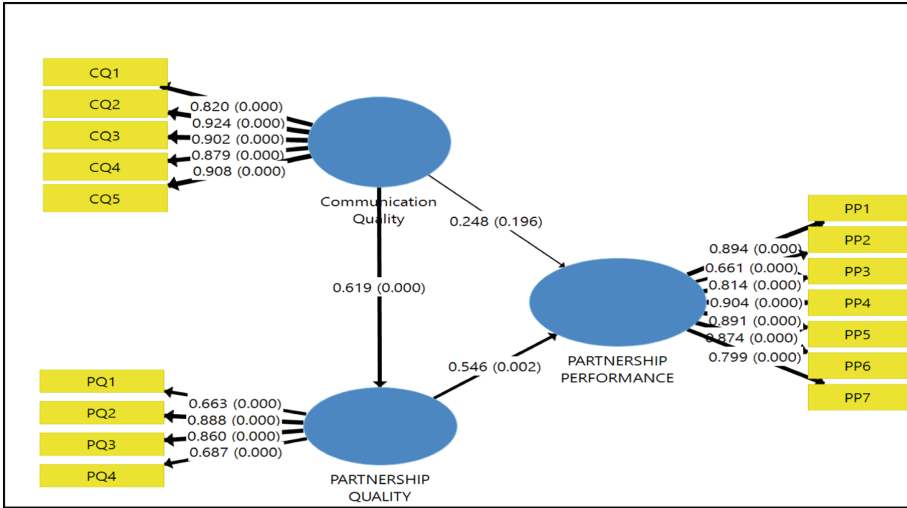 CQ1
CQ2
CQ3
CQ4
CQ5
0.820 (0.000)
0.924 (0.000)
0.902 (0.000)
0.879 (0.000)
0.908 (0.000)
Communication
Quality
0.248 (0.196)
0.619 (0.000)
PP1
PP2
PP3
PP4
PP5
PP6
PP7
0.894 (0.000)
0.661 (0.000)
0.814 (0.000)
0.904 (0.000)
0.891 (0.000)
0.874 (0.000)
0.799 (0.000)
PARTNERSHIP
PERFORMANCE
0.546 (0.002)
PQ1
PQ2
PQ3
PQ4
0.663 (0.000)
0.888 (0.000)
0.860 (0.000)
0.687 (0.000)
PARTNERSHIP
QUALITY